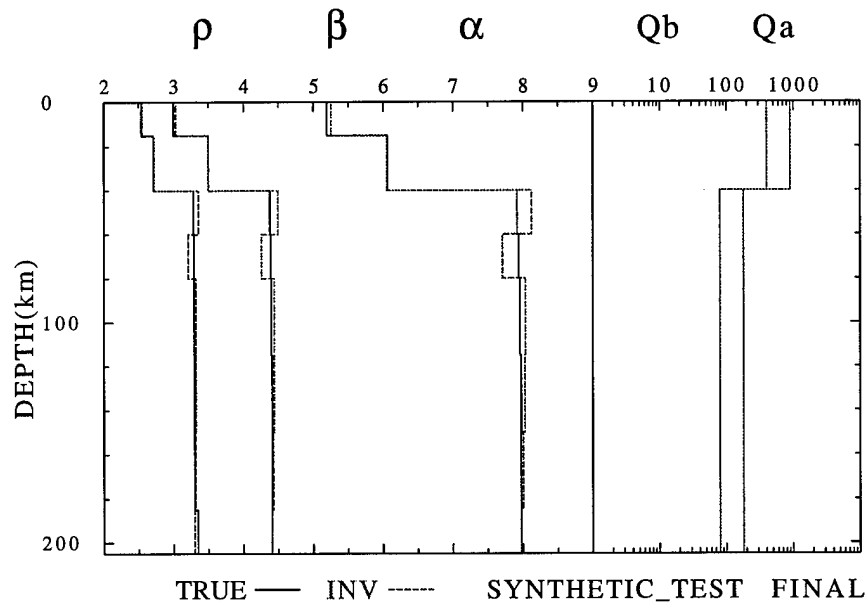 ρ β α Qb Qa
2 3 4 5 6 7 8 9 10 100 1000
0
100
200
DEPTH(km)
TRUE INV SYNTHETIC_TEST FINAL